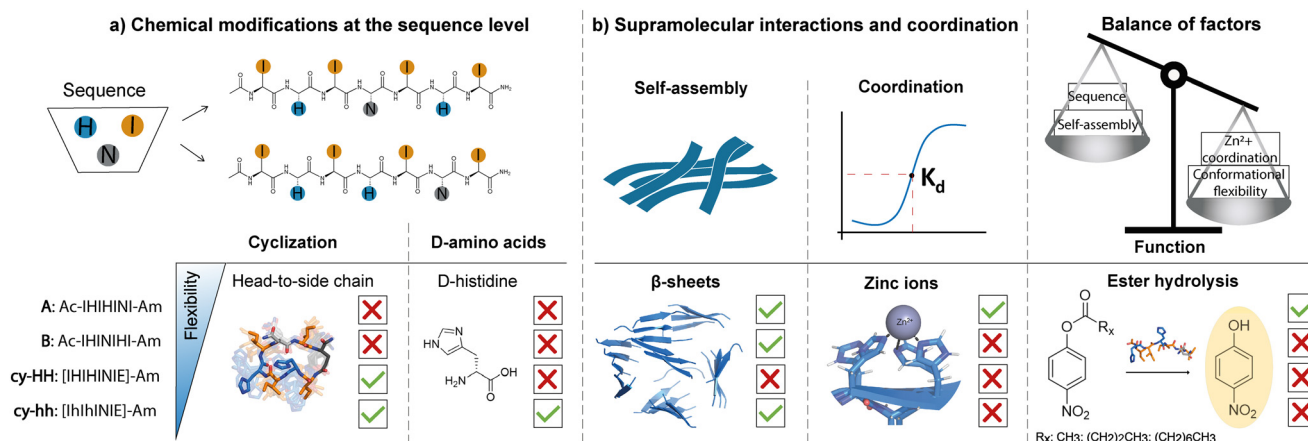 a) Chemical modifications at the sequence level
Sequence
H I
N
I I I I
H N H
I I I I
H H N
Cyclization
D-amino acids
Flexibility
Head-to-side chain
D-histidine
A: Ac-IHIHINI-Am
B: Ac-IHINIHI-Am
cy-HH: [IHIHINIE]-Am
cy-hh: [IhIhINIE]-Am
HN
N
H₂N
OH
O
b) Supramolecular interactions and coordination
Self-assembly
Coordination
Kd
β-sheets
Zinc ions
Zn²⁺
Balance of factors
Sequence
Self-assembly
Zn²⁺
coordination
Conformational
flexibility
Function
Ester hydrolysis
O
O Rx
NO₂
OH
NO₂
Rx: CH3; (CH2)2CH3; (CH2)6CH3